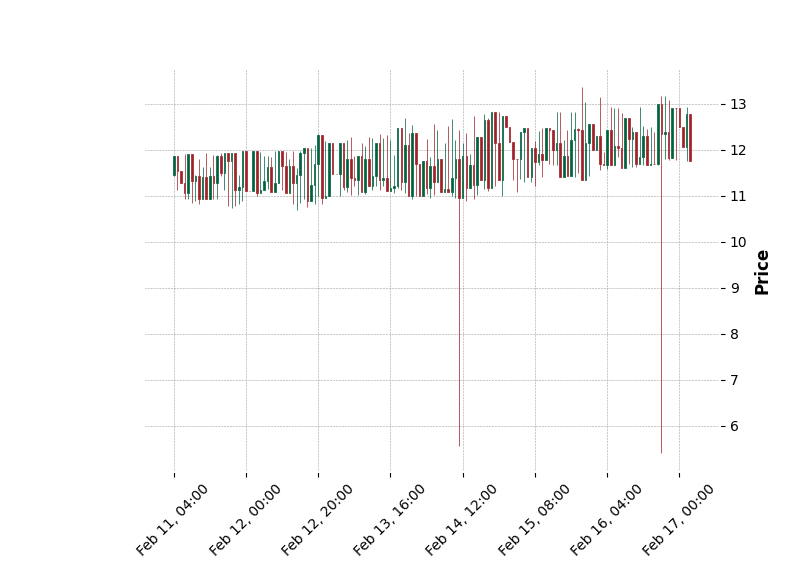 13
12
11
10
9
8
7
6
Price
Feb 11, 04:00
Feb 12, 00:00
Feb 12, 20:00
Feb 13, 16:00
Feb 14, 12:00
Feb 15, 08:00
Feb 16, 04:00
Feb 17, 00:00